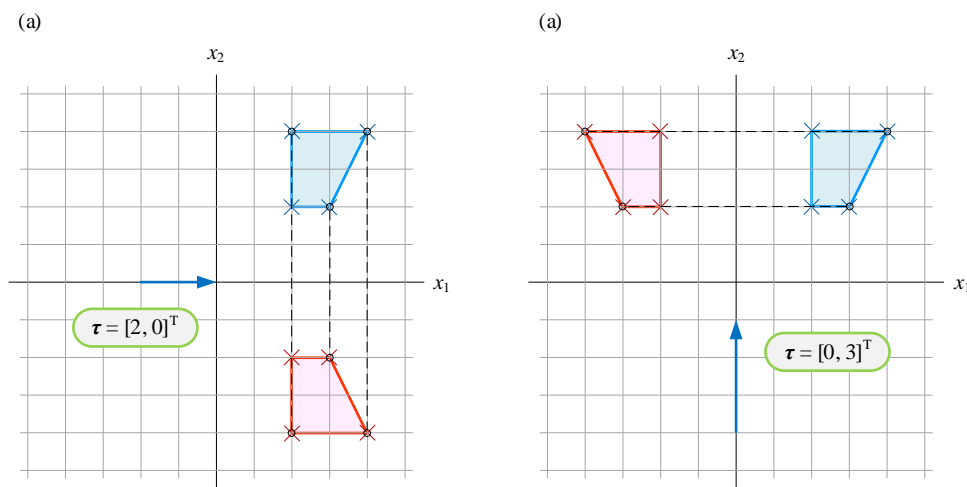 (a)
x₂
x₁
τ = [2, 0]ᵀ
(a)
x₂
x₁
τ = [0, 3]ᵀ